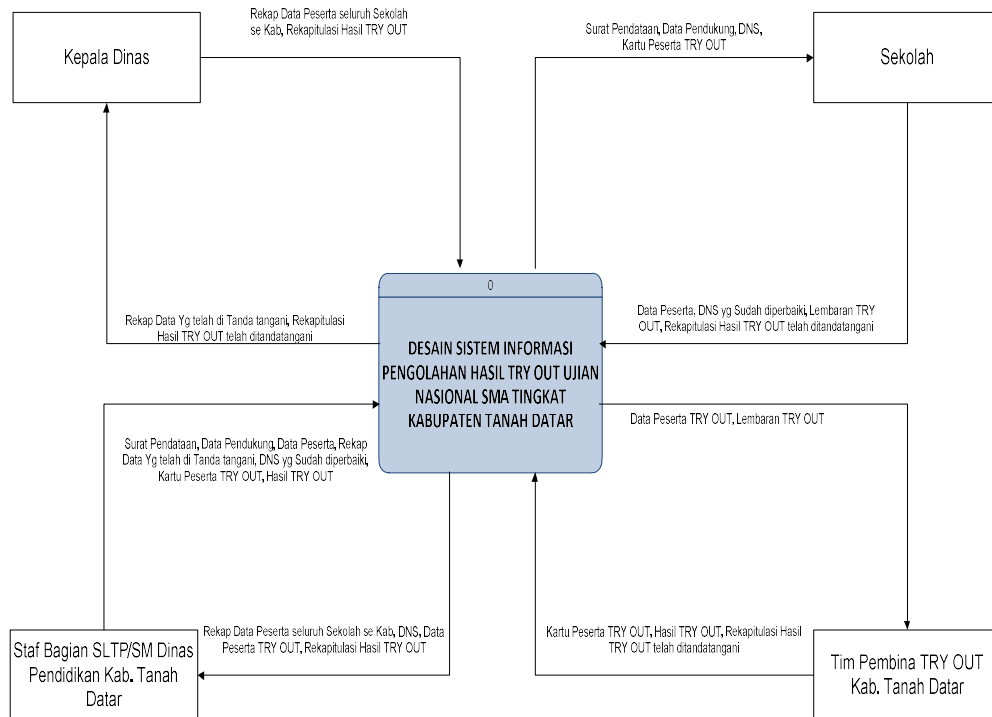 Rekap Data Peserta seluruh Sekolah
se Kab, Rekapitulasi Hasil TRY OUT
Surat Pendataan, Data Pendukung, DNS,
Kartu Peserta TRY OUT
Kepala Dinas
Sekolah
0
DESAIN SISTEM INFORMASI
PENGOLAHAN HASIL TRY OUT UJIAN
NASIONAL SMA TINGKAT
KABUPATEN TANAH DATAR
Rekap Data Yg telah di Tanda tangani, Rekapitulasi
Hasil TRY OUT telah ditandatangani
Data Peserta, DNS yg Sudah diperbaiki, Lembaran TRY
OUT, Rekapitulasi Hasil TRY OUT telah ditandatangani
Surat Pendataan, Data Pendukung, Data Peserta, Rekap
Data Yg telah di Tanda tangani, DNS yg Sudah diperbaiki,
Kartu Peserta TRY OUT, Hasil TRY OUT
Data Peserta TRY OUT, Lembaran TRY OUT
Rekap Data Peserta seluruh Sekolah se Kab, DNS, Data
Peserta TRY OUT, Rekapitulasi Hasil TRY OUT
Kartu Peserta TRY OUT, Hasil TRY OUT, Rekapitulasi Hasil
TRY OUT telah ditandatangani
Staf Bagian SLTP/SM Dinas
Pendidikan Kab. Tanah
Datar
Tim Pembina TRY OUT
Kab. Tanah Datar